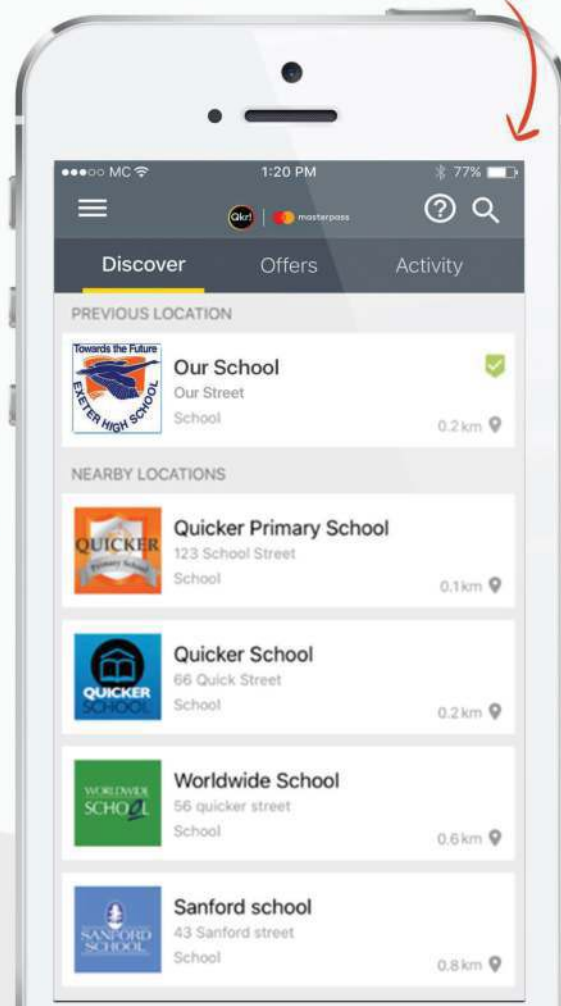 MC
1:20 PM
77%
Qkr!
masterpass
Discover
Offers
Activity
PREVIOUS LOCATION
Towards the Future
EXETER HIGH SCHOOL
Our School
Our Street
School
0.2 km
NEARBY LOCATIONS
QUICKER
Primary School
Quicker Primary School
123 School Street
School
0.1 km
QUICKER
SCHOOL
Quicker School
66 Quick Street
School
0.2 km
WORLDWIDE
SCHOOL
Worldwide School
56 quicker street
School
0.6 km
SANFORD
SCHOOL
Sanford school
43 Sanford street
School
0.8 km